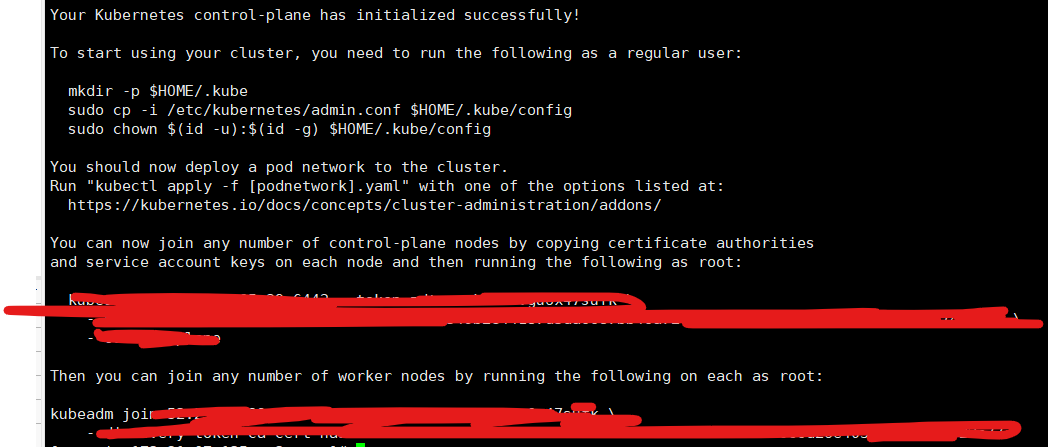 Your Kubernetes control-plane has initialized successfully!
To start using your cluster, you need to run the following as a regular user:
mkdir -p $HOME/.kube
sudo cp -i /etc/kubernetes/admin.conf $HOME/.kube/config
sudo chown $(id -u):$(id -g) $HOME/.kube/config
You should now deploy a pod network to the cluster.
Run "kubectl apply -f [podnetwork].yaml" with one of the options listed at:
https://kubernetes.io/docs/concepts/cluster-administration/addons/
You can now join any number of control-plane nodes by copying certificate authorities
and service account keys on each node and then running the following as root:
Then you can join any number of worker nodes by running the following on each as root:
kubeadm join \